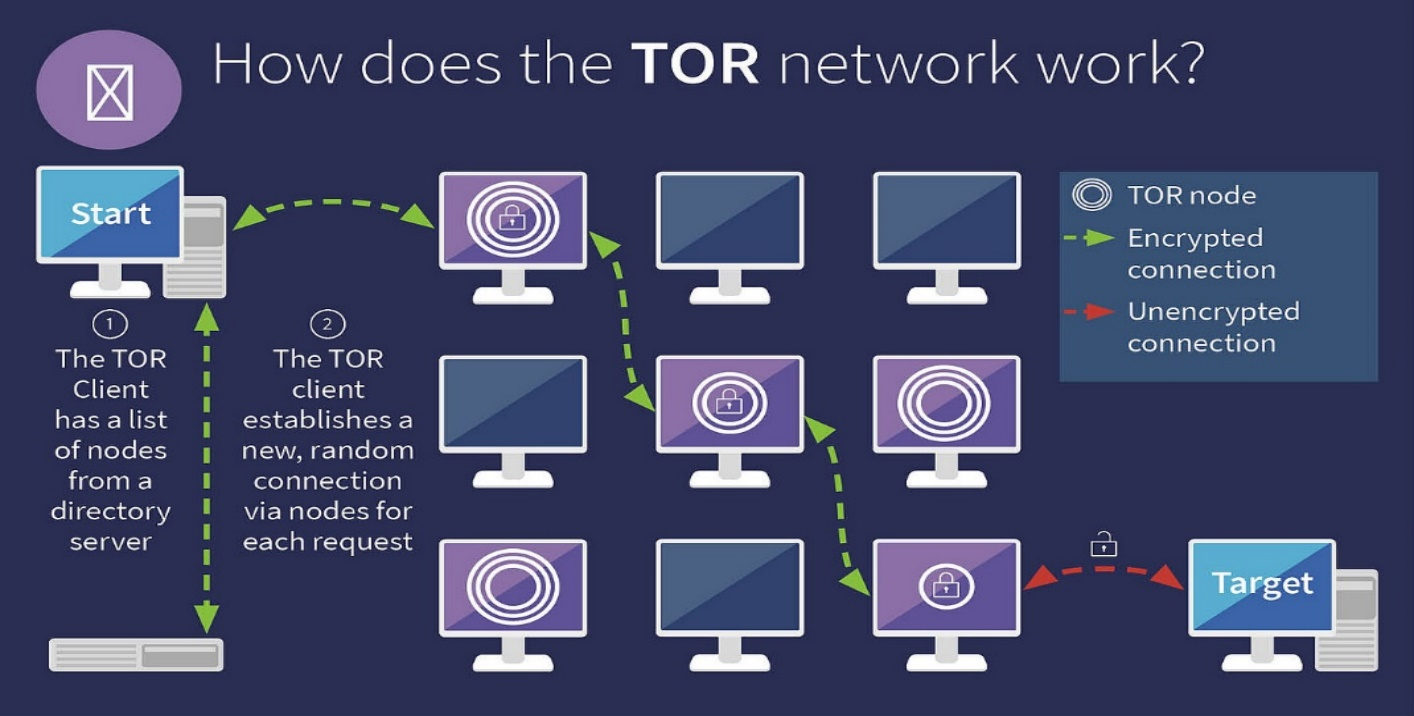 How does the TOR network work?
Start
1
The TOR
Client
has a list
of nodes
from a
directory
server
2
The TOR
client
establishes a
new, random
connection
via nodes for
each request
TOR node
Encrypted
connection
Unencrypted
connection
Target